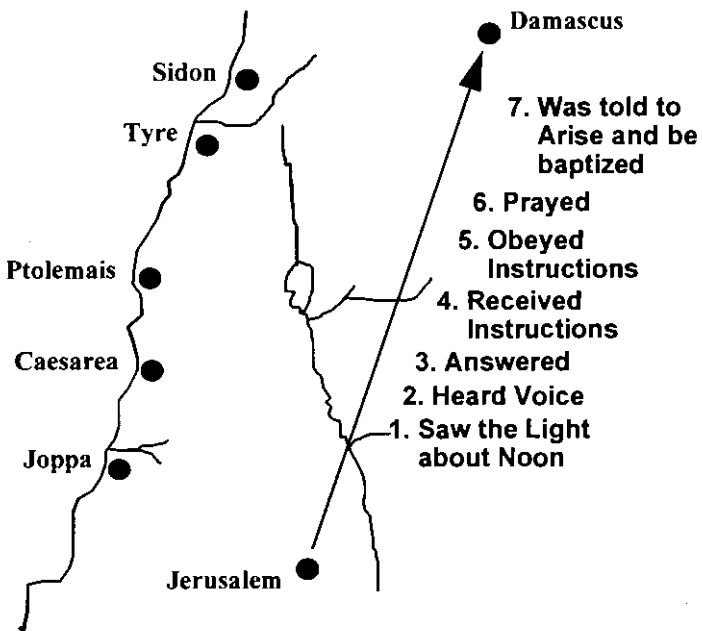 Damascus
Sidon
Tyre
7. Was told to
Arise and be
baptized
6. Prayed
5. Obeyed
Instructions
Ptolemais
4. Received
Instructions
Caesarea
3. Answered
2. Heard Voice
1. Saw the Light
about Noon
Joppa
Jerusalem